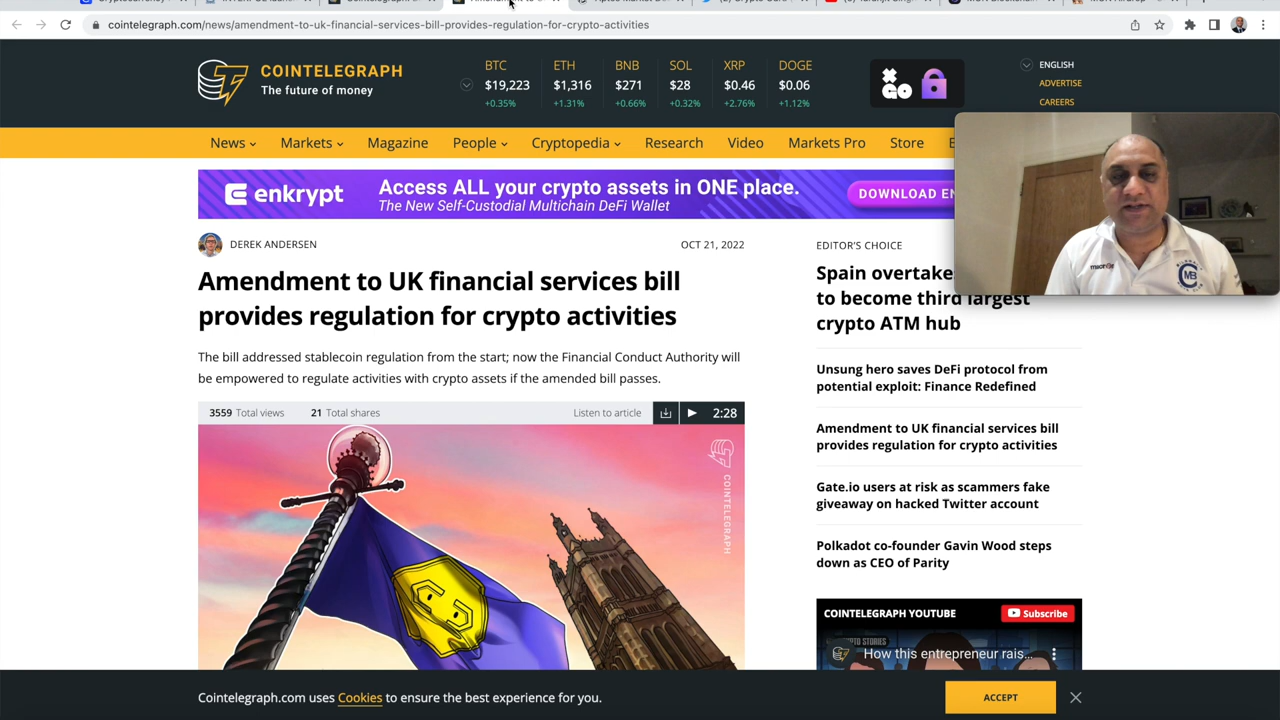 cointelegraph.com/news/amendment-to-uk-financial-services-bill-provides-regulation-for-crypto-activities
COINTELEGRAPH
The future of money
BTC ETH BNB SOL XRP DOGE
$19,223 $1,316 $271 $28 $0.46 $0.06
+0.35% +1.31% +0.66% +0.32% +2.76% +1.12%
ENGLISH
ADVERTISE
CAREERS
News Markets Magazine People Cryptopedia Research Video Markets Pro Store
enkrypt
Access ALL your crypto assets in ONE place.
The New Self-Custodial Multichain DeFi Wallet
DOWNLOAD
DEREK ANDERSEN
OCT 21, 2022
Amendment to UK financial services bill
provides regulation for crypto activities
The bill addressed stablecoin regulation from the start; now the Financial Conduct Authority will
be empowered to regulate activities with crypto assets if the amended bill passes.
3559 Total views 21 Total shares Listen to article 2:28
COINTELEGRAPH
EDITOR'S CHOICE
Spain
to become third largest
crypto ATM hub
Unsung hero saves DeFi protocol from
potential exploit: Finance Redefined
Amendment to UK financial services bill
provides regulation for crypto activities
Gate.io users at risk as scammers fake
giveaway on hacked Twitter account
Polkadot co-founder Gavin Wood steps
down as CEO of Parity
COINTELEGRAPH YOUTUBE
Subscribe
How this entrepreneur rais...
Cointelegraph.com uses Cookies to ensure the best experience for you.
ACCEPT